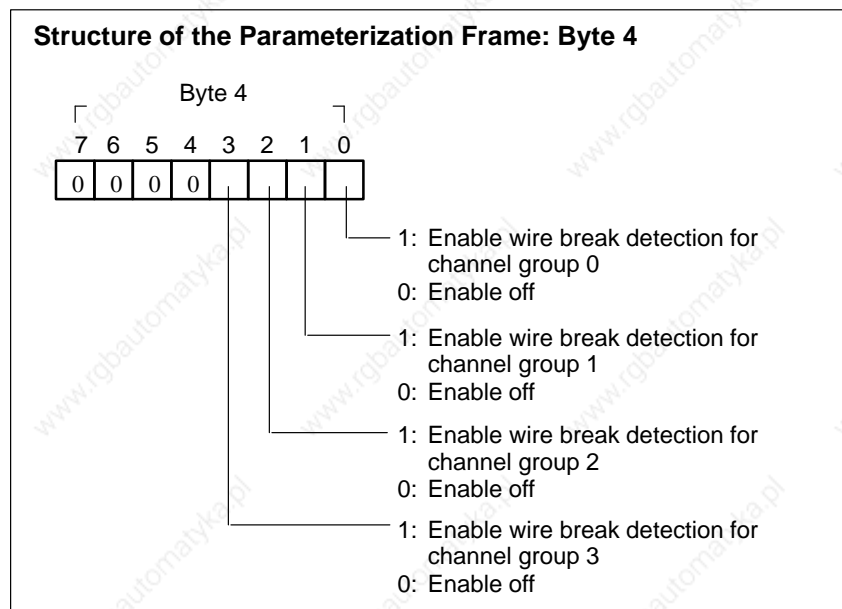 Structure of the Parameterization Frame: Byte 4
Byte 4
7 6 5 4 3 2 1 0
0 0 0 0
1: Enable wire break detection for
channel group 0
0: Enable off
1: Enable wire break detection for
channel group 1
0: Enable off
1: Enable wire break detection for
channel group 2
0: Enable off
1: Enable wire break detection for
channel group 3
0: Enable off
www.rgbautomatyka.pl